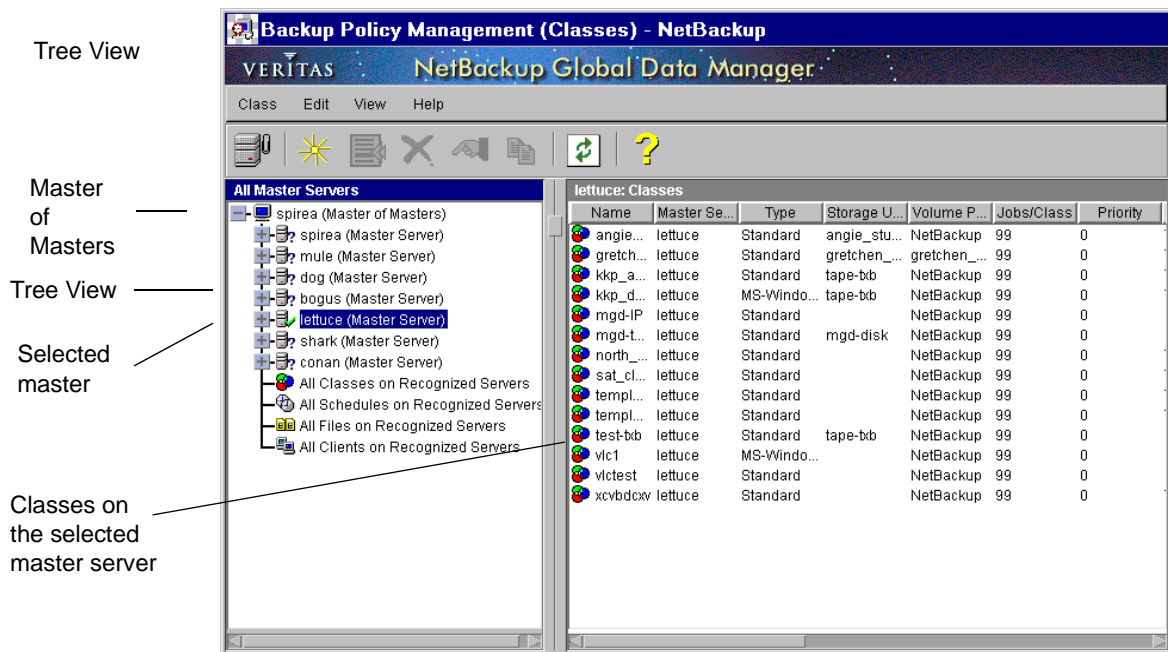 Backup Policy Management (Classes) - NetBackup
Tree View
VERITAS NetBackup Global Data Manager
Class Edit View Help
?
Master
of
Masters
Tree View
Selected
master
Classes on
the selected
master server
All Master Servers
spirea (Master of Masters)
spirea (Master Server)
mule (Master Server)
dog (Master Server)
bogus (Master Server)
lettuce (Master Server)
shark (Master Server)
conan (Master Server)
All Classes on Recognized Servers
All Schedules on Recognized Servers
All Files on Recognized Servers
All Clients on Recognized Servers
lettuce: Classes
Name Master Se... Type Storage U... Volume P... Jobs/Class Priority
angie... lettuce Standard angie_stu... NetBackup 99 0
gretch... lettuce Standard gretchen_... gretchen_... 99 0
kkp_a... lettuce Standard tape-txb NetBackup 99 0
kkp_d... lettuce MS-Windo... tape-txb NetBackup 99 0
mgd-IP lettuce Standard NetBackup 99 0
mgd-t... lettuce Standard mgd-disk NetBackup 99 0
north_... lettuce Standard NetBackup 99 0
sat_cl... lettuce Standard NetBackup 99 0
templ... lettuce Standard NetBackup 99 0
templ... lettuce Standard NetBackup 99 0
test-txb lettuce Standard tape-txb NetBackup 99 0
vlc1 lettuce MS-Windo... NetBackup 99 0
vlctest lettuce Standard NetBackup 99 0
xcvbdcxv lettuce Standard NetBackup 99 0